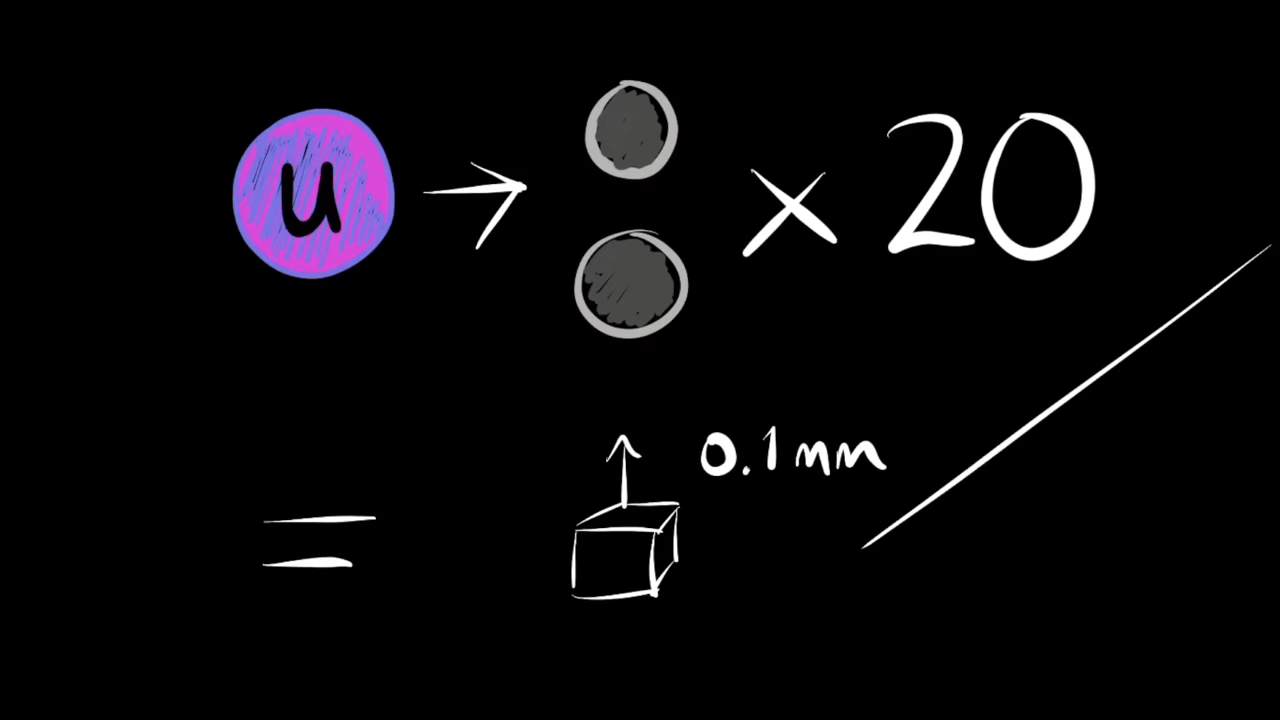 u → × 20
0.1mm
=